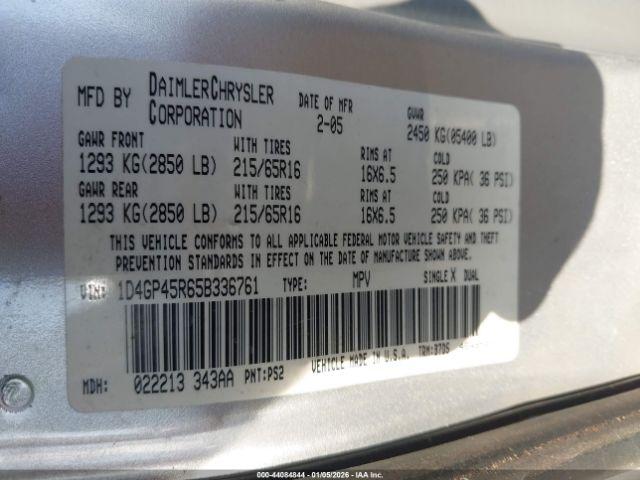 MFD BY DAIMLERCHRYSLER CORPORATION DATE OF MFR 2-05 GVWR 2450 KG(05400 LB)
GAWR FRONT WITH TIRES RIMS AT COLD
1293 KG(2850 LB) 215/65R16 16X6.5 250 KPA( 36 PSI)
GAWR REAR WITH TIRES RIMS AT COLD
1293 KG(2850 LB) 215/65R16 16X6.5 250 KPA( 36 PSI)
THIS VEHICLE CONFORMS TO ALL APPLICABLE FEDERAL MOTOR VEHICLE SAFETY AND THEFT
PREVENTION STANDARDS IN EFFECT ON THE DATE OF MANUFACTURE SHOWN ABOVE.
VIN: 1D4GP45R65B336761 TYPE: MPV SINGLE X DUAL
VEHICLE MADE IN U.S.A. TRM:
MDH: 022213 343AA PNT:PS2
000-44084844 | 01/05/2026 - IAA Inc.